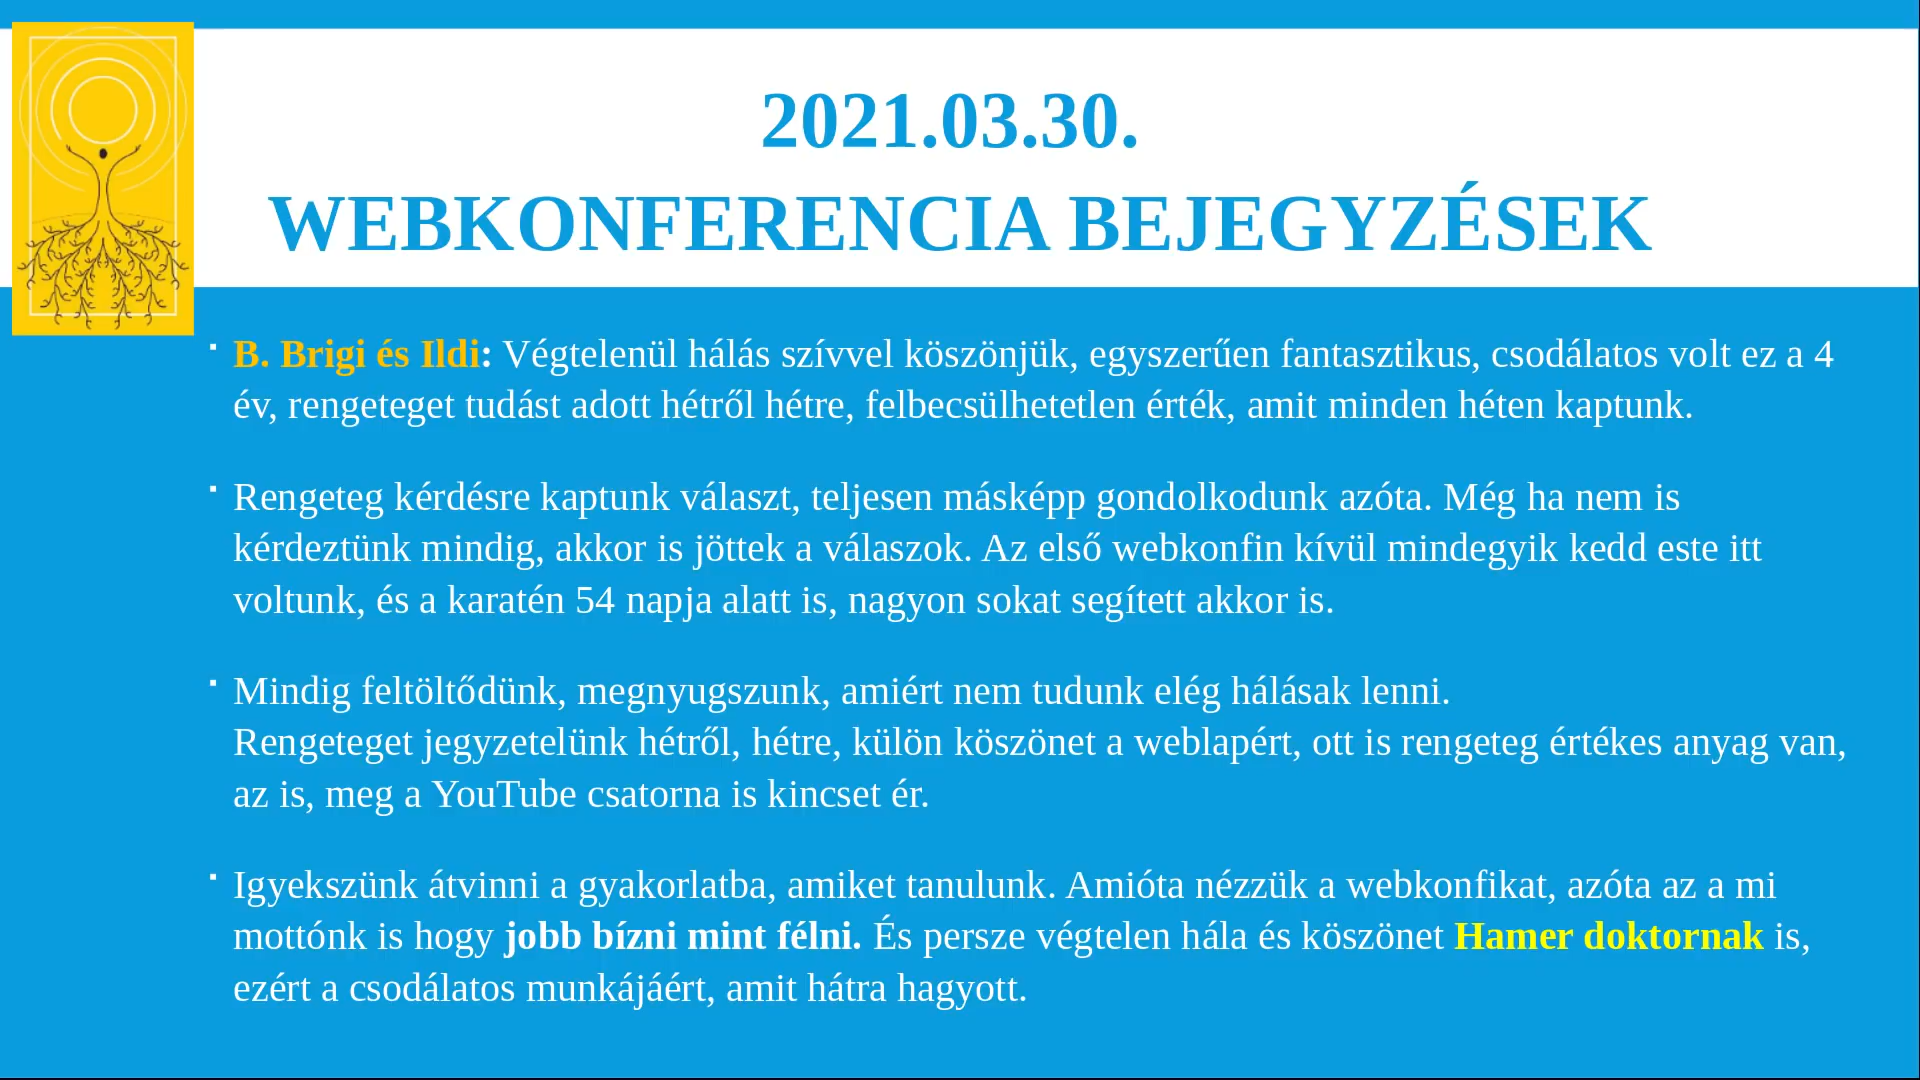 2021.03.30.
WEBKONFERENCIA BEJEGYZÉSEK
B. Brigi és Ildi: Végtelenül hálás szívvel köszönjük, egyszerűen fantasztikus, csodálatos volt ez a 4
év, rengeteget tudást adott hétről hétre, felbecsülhetetlen érték, amit minden héten kaptunk.
Rengeteg kérdésre kaptunk választ, teljesen másképp gondolkodunk azóta. Még ha nem is
kérdeztünk mindig, akkor is jöttek a válaszok. Az első webkonfin kívül mindegyik kedd este itt
voltunk, és a karatén 54 napja alatt is, nagyon sokat segített akkor is.
Mindig feltöltődünk, megnyugszunk, amiért nem tudunk elég hálásak lenni.
Rengeteget jegyzetelünk hétről, hétre, külön köszönet a weblapért, ott is rengeteg értékes anyag van,
az is, meg a YouTube csatorna is kincset ér.
Igyekszünk átvinni a gyakorlatba, amiket tanulunk. Amióta nézzük a webkonfikat, azóta az a mi
mottónk is hogy jobb bízni mint félni. És persze végtelen hála és köszönet Hamer doktornak is,
ezért a csodálatos munkájáért, amit hátra hagyott.